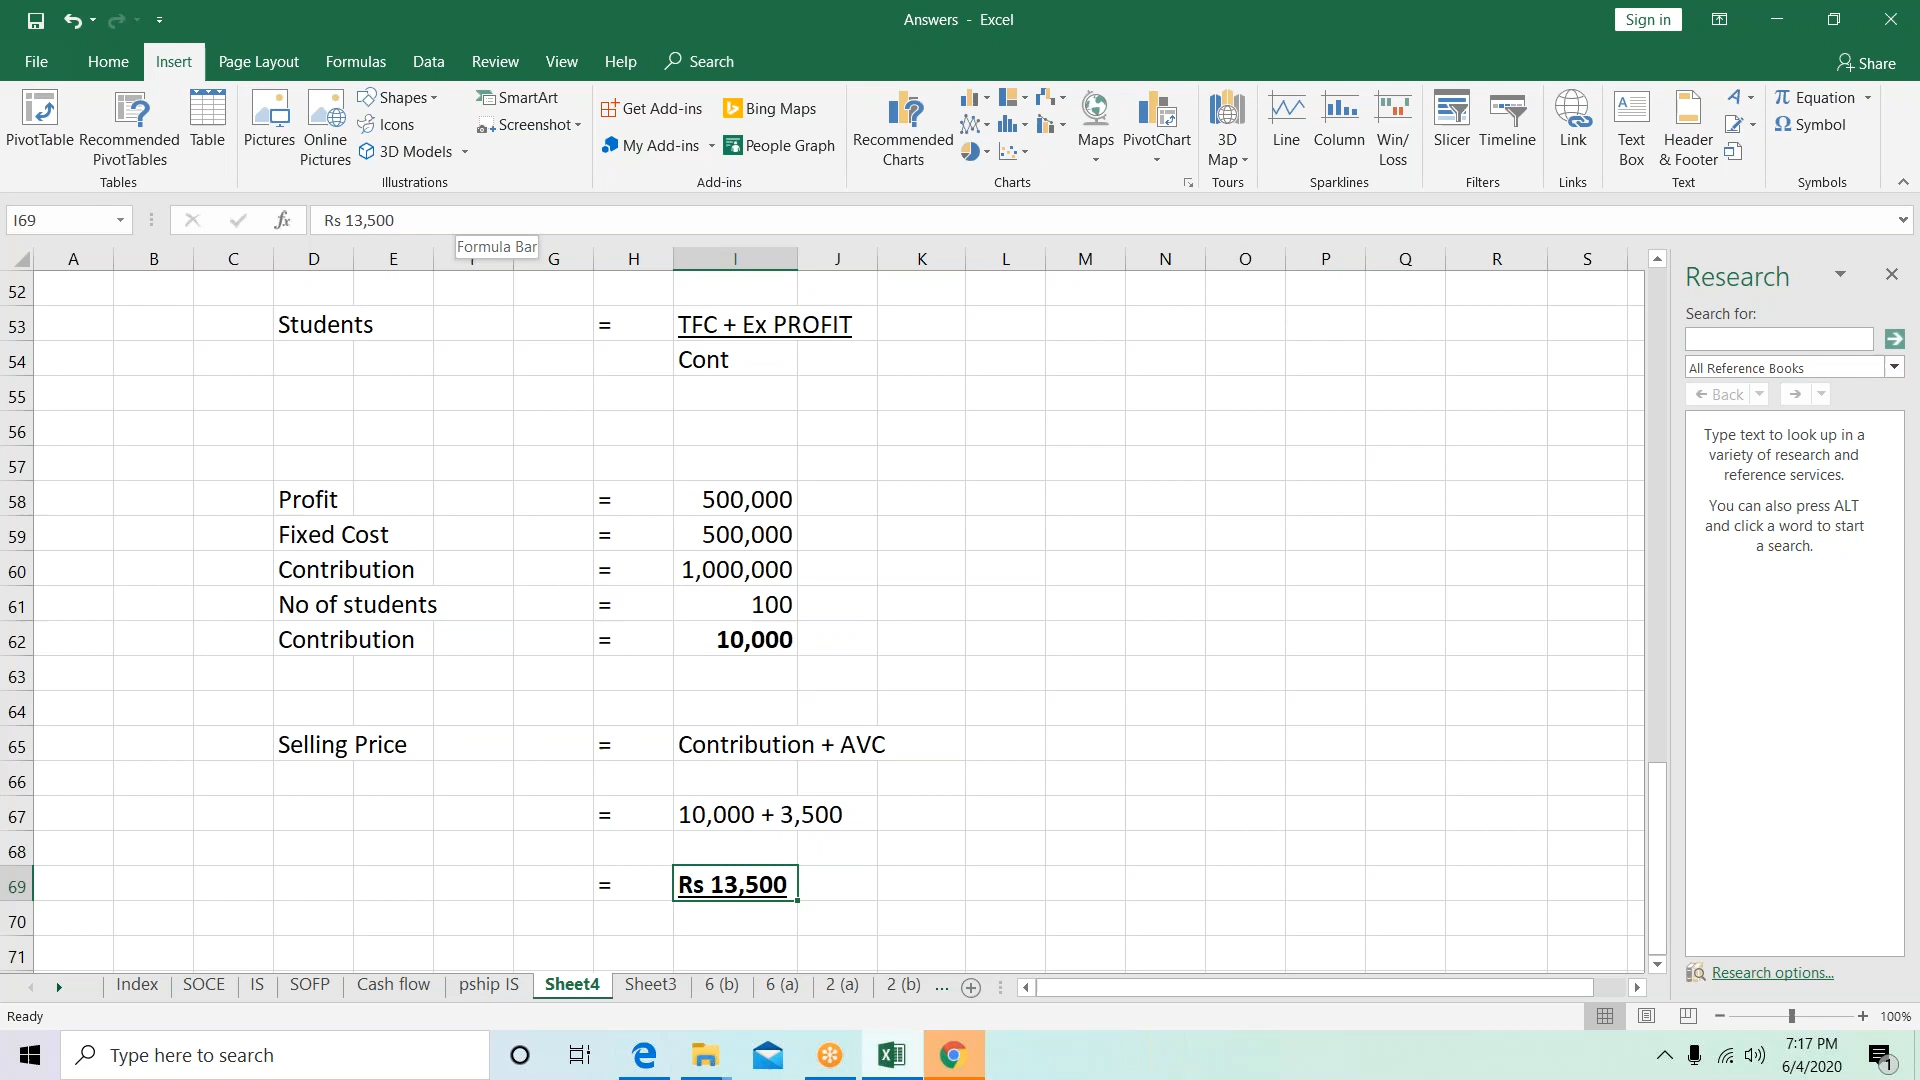 Answers - Excel
Sign in
File Home Insert Page Layout Formulas Data Review View Help Search Share
PivotTable
Recommended PivotTables
Table
Tables
Pictures
Online Pictures
Shapes
Icons
3D Models
SmartArt
Screenshot
Illustrations
Get Add-ins
My Add-ins
Bing Maps
People Graph
Add-ins
Recommended Charts
Maps
PivotChart
Charts
3D Map
Tours
Line
Column
Win/ Loss
Sparklines
Slicer
Timeline
Filters
Link
Links
Text Box
Header & Footer
Text
Equation
Symbol
Symbols
I69 fx Rs 13,500
Formula Bar
A B C D E G H I J K L M N O P Q R S
52
53 Students = TFC + Ex PROFIT
54 Cont
55
56
57
58 Profit = 500,000
59 Fixed Cost = 500,000
60 Contribution = 1,000,000
61 No of students = 100
62 Contribution = 10,000
63
64
65 Selling Price = Contribution + AVC
66
67 = 10,000 + 3,500
68
69 = Rs 13,500
70
71
Research
Search for:
All Reference Books
Back
Type text to look up in a
variety of research and
reference services.
You can also press ALT
and click a word to start
a search.
Research options...
Index SOCE IS SOFP Cash flow pship IS Sheet4 Sheet3 6 (b) 6 (a) 2 (a) 2 (b) ...
Ready
100%
Type here to search
7:17 PM
6/4/2020
1